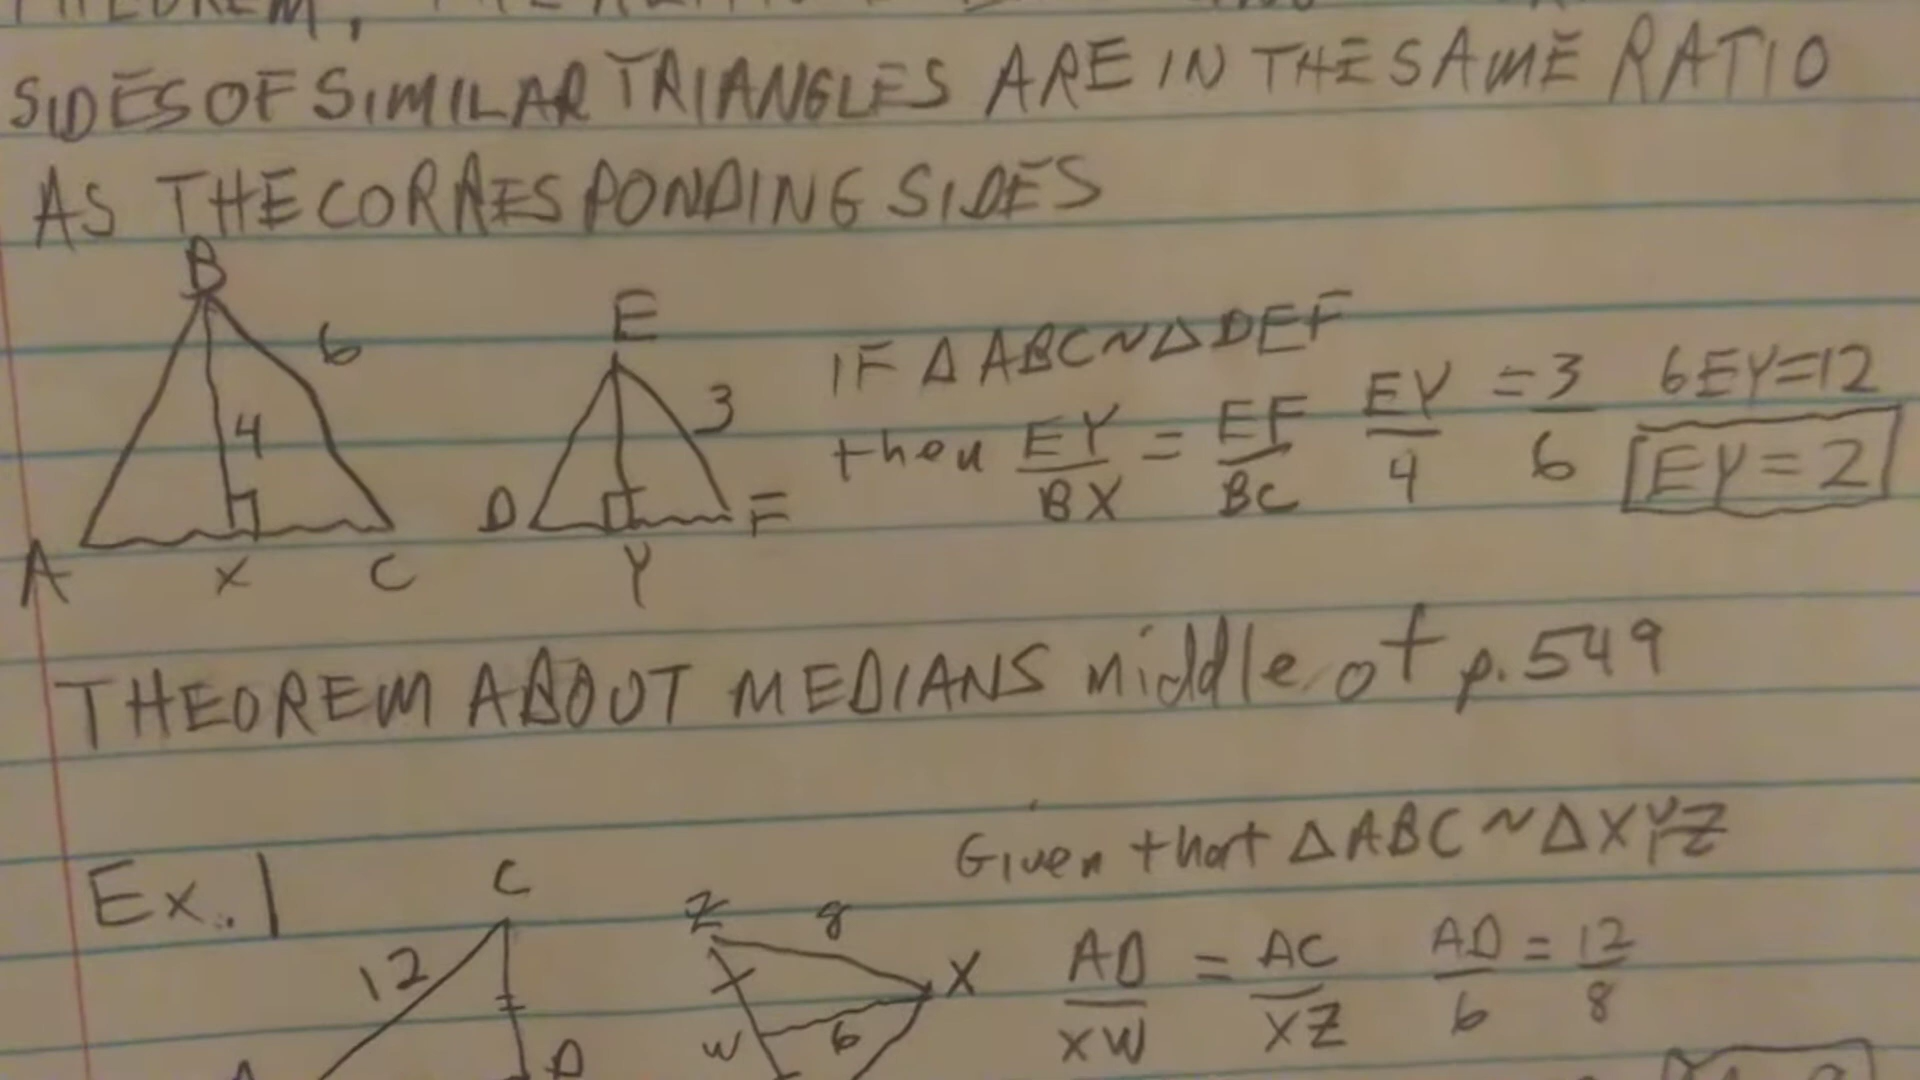 THEOREM,
SIDES OF SIMILAR TRIANGLES ARE IN THE SAME RATIO
AS THE CORRESPONDING SIDES
B
6
4
A X C
E
3
D F
Y
IF Δ ABC ~ Δ DEF
then EY/BX = EF/BC EY/4 = 3/6 6EY=12
EY = 2
THEOREM ABOUT MEDIANS middle of p. 549
Ex. 1
Given that Δ ABC ~ Δ XYZ
C
12
A D
Z 8
X
W 6
AD/XW = AC/XZ AD/6 = 12/8